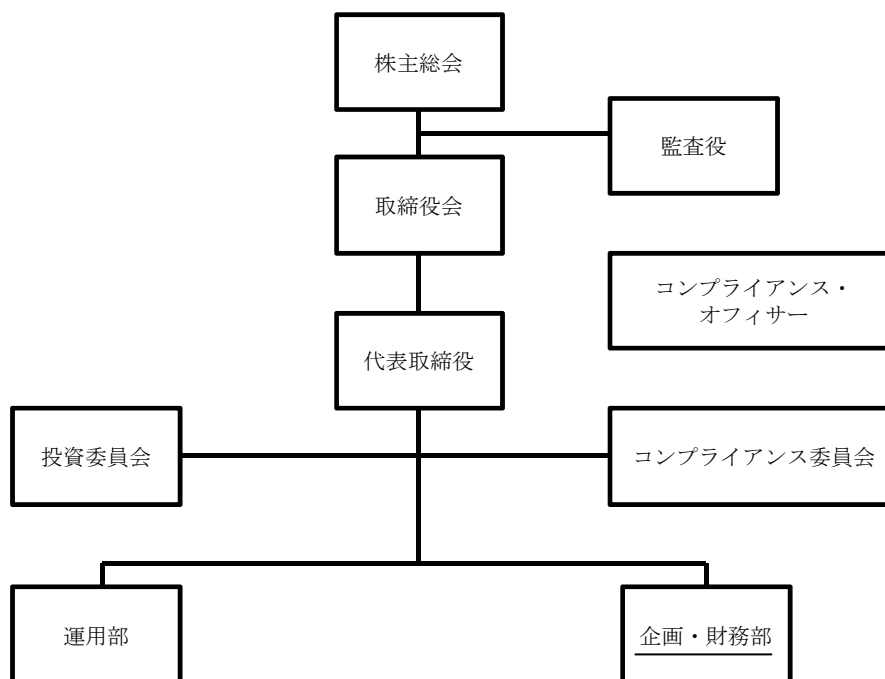 株主総会
監査役
取締役会
コンプライアンス・
オフィサー
代表取締役
投資委員会
コンプライアンス委員会
運用部
企画・財務部